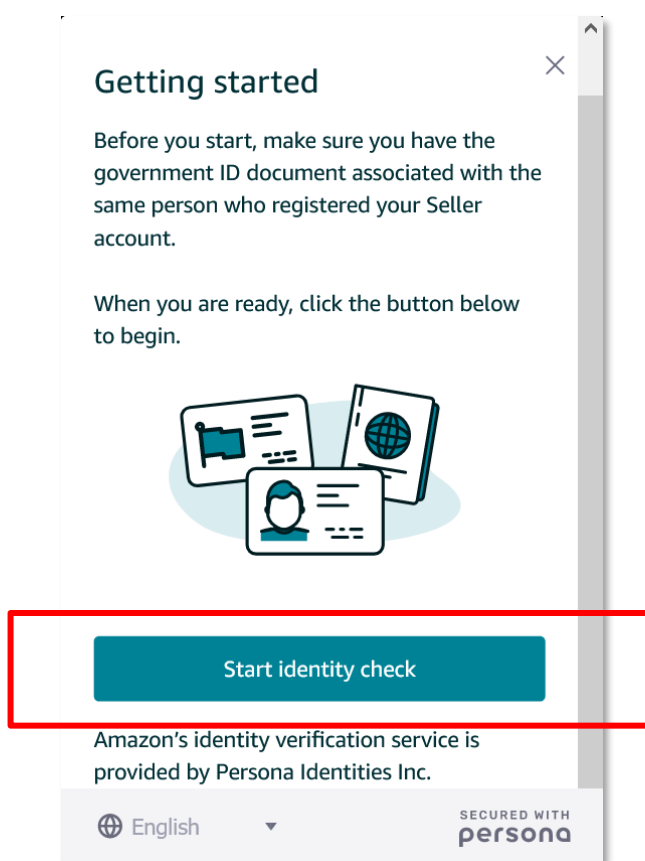 Getting started
Before you start, make sure you have the
government ID document associated with the
same person who registered your Seller
account.
When you are ready, click the button below
to begin.
Start identity check
Amazon's identity verification service is
provided by Persona Identities Inc.
English
SECURED WITH
persona